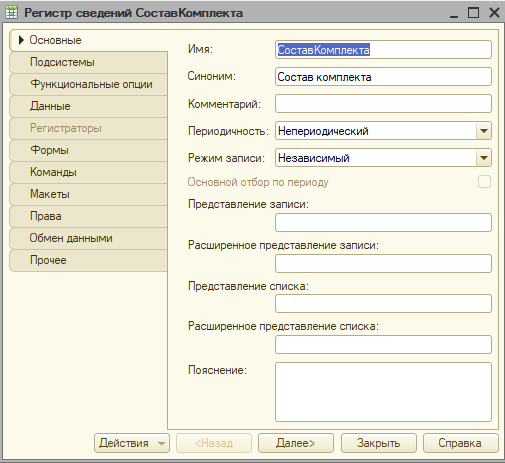 Регистр сведений СоставКомплекта
Основные
Подсистемы
Функциональные опции
Данные
Регистраторы
Формы
Команды
Макеты
Права
Обмен данными
Прочее
Имя: СоставКомплекта
Синоним: Состав комплекта
Комментарий:
Периодичность: Непериодический
Режим записи: Независимый
Основной отбор по периоду
Представление записи:
Расширенное представление записи:
Представление списка:
Расширенное представление списка:
Пояснение:
Действия <Назад Далее> Закрыть Справка